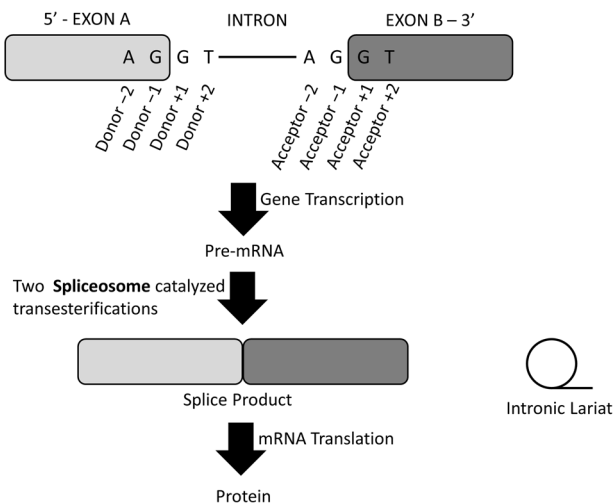 5’ - EXON A INTRON EXON B – 3’
A G G T A G G T
Donor –2
Donor –1
Donor +1
Donor +2
Acceptor –2
Acceptor –1
Acceptor +1
Acceptor +2
Gene Transcription
Pre-mRNA
Two Spliceosome catalyzed
transesterifications
Splice Product
Intronic Lariat
mRNA Translation
Protein